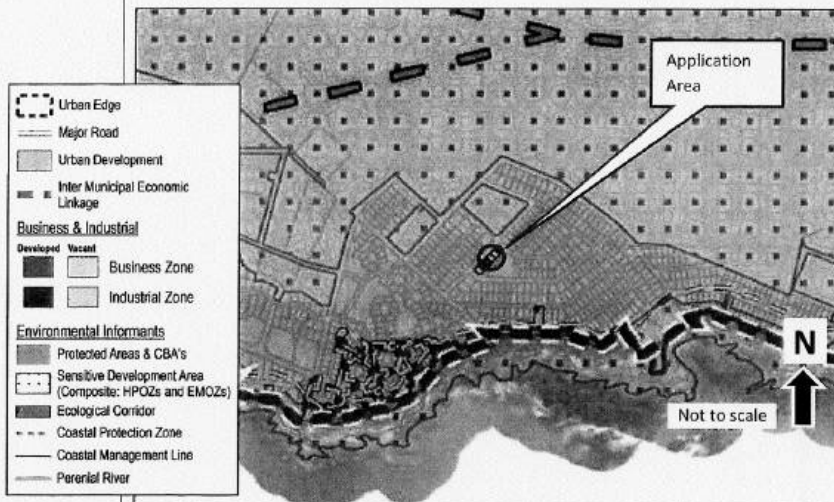 Application
Area
Urban Edge
Major Road
Urban Development
Inter Municipal Economic
Linkage
Business & Industrial
Developed Vacant
Business Zone
Industrial Zone
Environmental Informants
Protected Areas & CBA's
Sensitive Development Area
(Composite: HPOZs and EMOZs)
Ecological Corridor
Coastal Protection Zone
Coastal Management Line
Perenial River
N
Not to scale